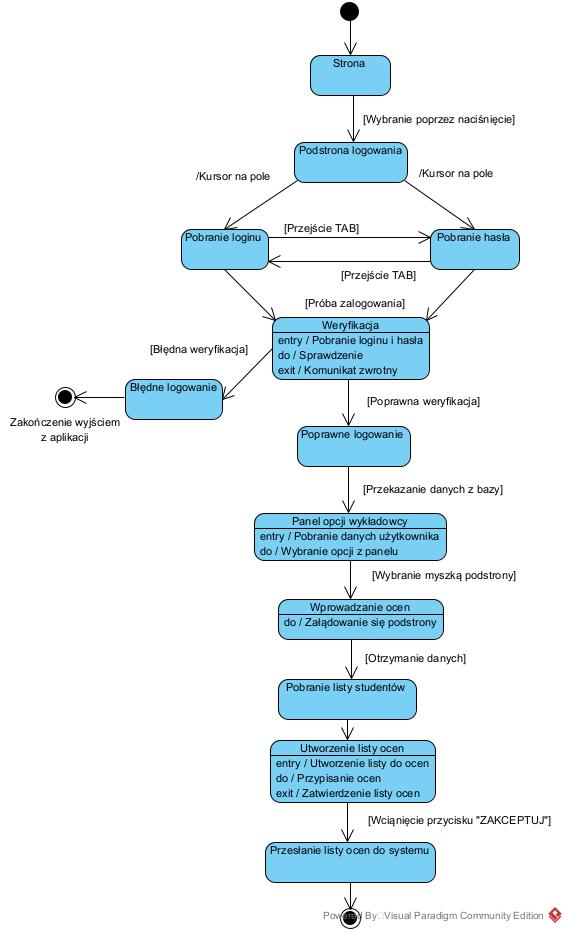 Strona
[Wybranie poprzez naciśnięcie]
Podstrona logowania
/Kursor na pole
/Kursor na pole
Pobranie loginu
[Przejście TAB]
Pobranie hasła
[Przejście TAB]
[Próba zalogowania]
Weryfikacja
entry / Pobranie loginu i hasła
do / Sprawdzenie
exit / Komunikat zwrotny
[Błędna weryfikacja]
Błędne logowanie
Zakończenie wyjściem
z aplikacji
[Poprawna weryfikacja]
Poprawne logowanie
[Przekazanie danych z bazy]
Panel opcji wykładowcy
entry / Pobranie danych użytkownika
do / Wybranie opcji z panelu
[Wybranie myszką podstrony]
Wprowadzanie ocen
do / Załądowanie się podstrony
[Otrzymanie danych]
Pobranie listy studentów
Utworzenie listy ocen
entry / Utworzenie listy do ocen
do / Przypisanie ocen
exit / Zatwierdzenie listy ocen
[Wciąnięcie przycisku "ZAKCEPTUJ"]
Przesłanie listy ocen do systemu
Powered By Visual Paradigm Community Edition